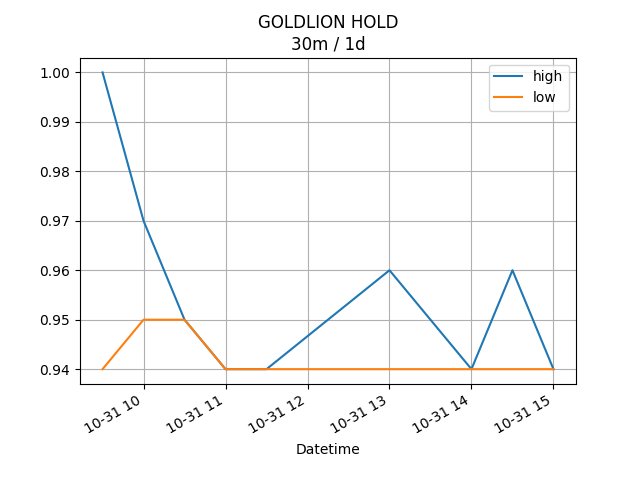 GOLDLION HOLD
30m / 1d
high
low
1.00
0.99
0.98
0.97
0.96
0.95
0.94
10-31 10
10-31 11
10-31 12
10-31 13
10-31 14
10-31 15
Datetime